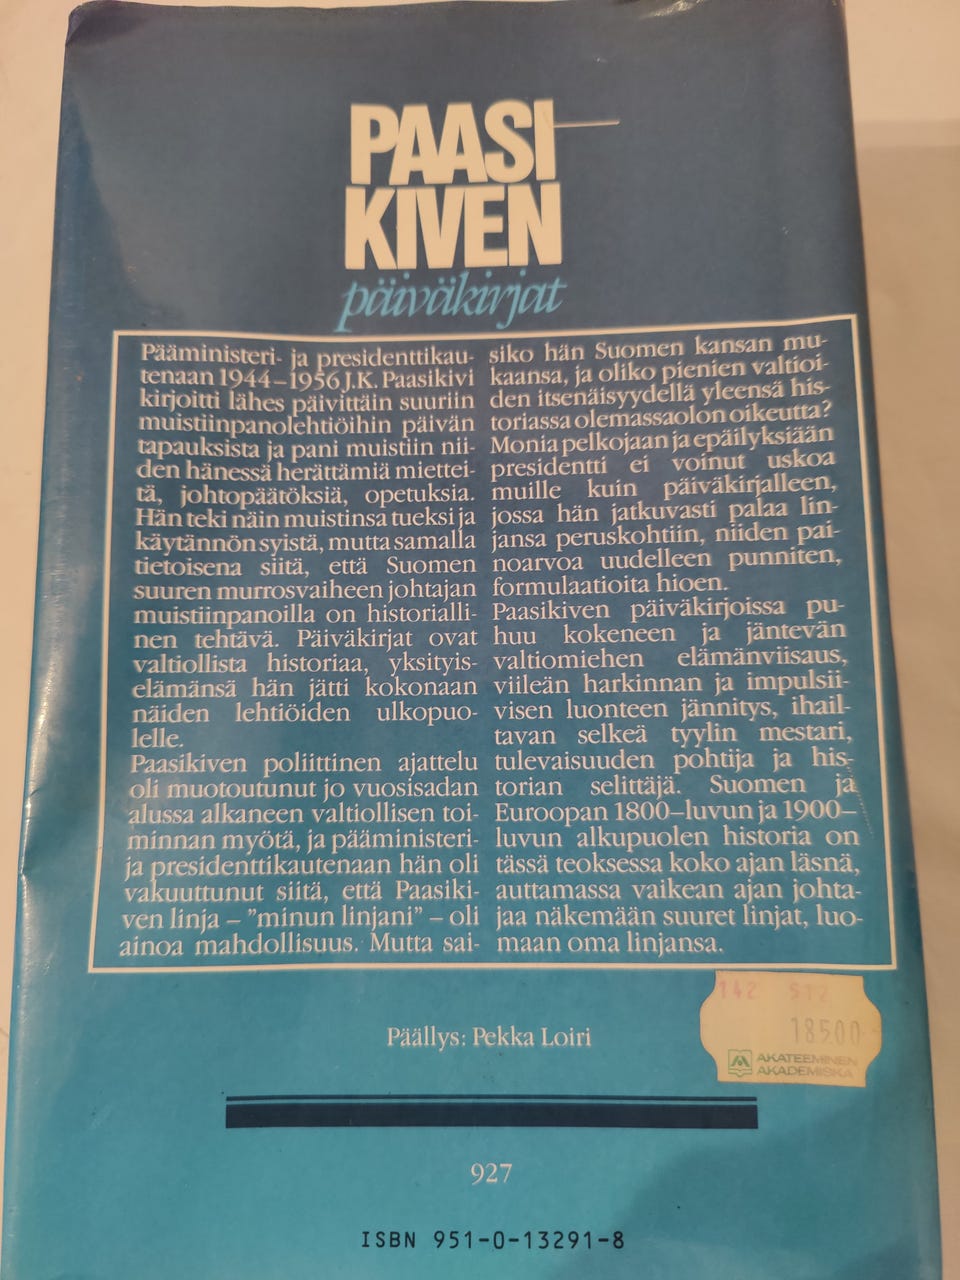 PAASI
KIVEN
päiväkirjat
Pääministeri- ja presidenttikau-
tenaan 1944–1956 J.K. Paasikivi
kirjoitti lähes päivittäin suuriin
muistiinpanolehtiöihin päivän
tapauksista ja pani muistiin nii-
den hänessä herättämiä miettei-
tä, johtopäätöksiä, opetuksia.
Hän teki näin muistinsa tueksi ja
käytännön syistä, mutta samalla
tietoisena siitä, että Suomen
suuren murrosvaiheen johtajan
muistiinpanoilla on historialli-
nen tehtävä. Päiväkirjat ovat
valtiollista historiaa, yksityis-
elämänsä hän jätti kokonaan
näiden lehtiöiden ulkopuo-
lelle.
Paasikiven poliittinen ajattelu
oli muotoutunut jo vuosisadan
alussa alkaneen valtiollisen toi-
minnan myötä, ja pääministeri-
ja presidenttikautenaan hän oli
vakuuttunut siitä, että Paasiki-
ven linja – ”minun linjani” – oli
ainoa mahdollisuus. Mutta sai-
siko hän Suomen kansan mu-
kaansa, ja oliko pienien valtioi-
den itsenäisyydellä yleensä his-
toriassa olemassaolon oikeutta?
Monia pelkojaan ja epäilyksiään
presidentti ei voinut uskoa
muille kuin päiväkirjalleen,
jossa hän jatkuvasti palaa lin-
jansa peruskohtiin, niiden pai-
noarvoa uudelleen punniten,
formulaatioita hioen.
Paasikiven päiväkirjoissa pu-
huu kokeneen ja jäntevän
valtiomiehen elämänviisaus,
viileän harkinnan ja impulsii-
visen luonteen jännitys, ihail-
tavan selkeä tyylin mestari,
tulevaisuuden pohtija ja his-
torian selittäjä. Suomen ja
Euroopan 1800–luvun ja 1900–
luvun alkupuolen historia on
tässä teoksessa koko ajan läsnä,
auttamassa vaikean ajan johta-
jaa näkemään suuret linjat, luo-
maan oma linjansa.
142 512
18500
AKATEEMINEN
AKADEMISKA
Päällys: Pekka Loiri
927
ISBN 951-0-13291-8